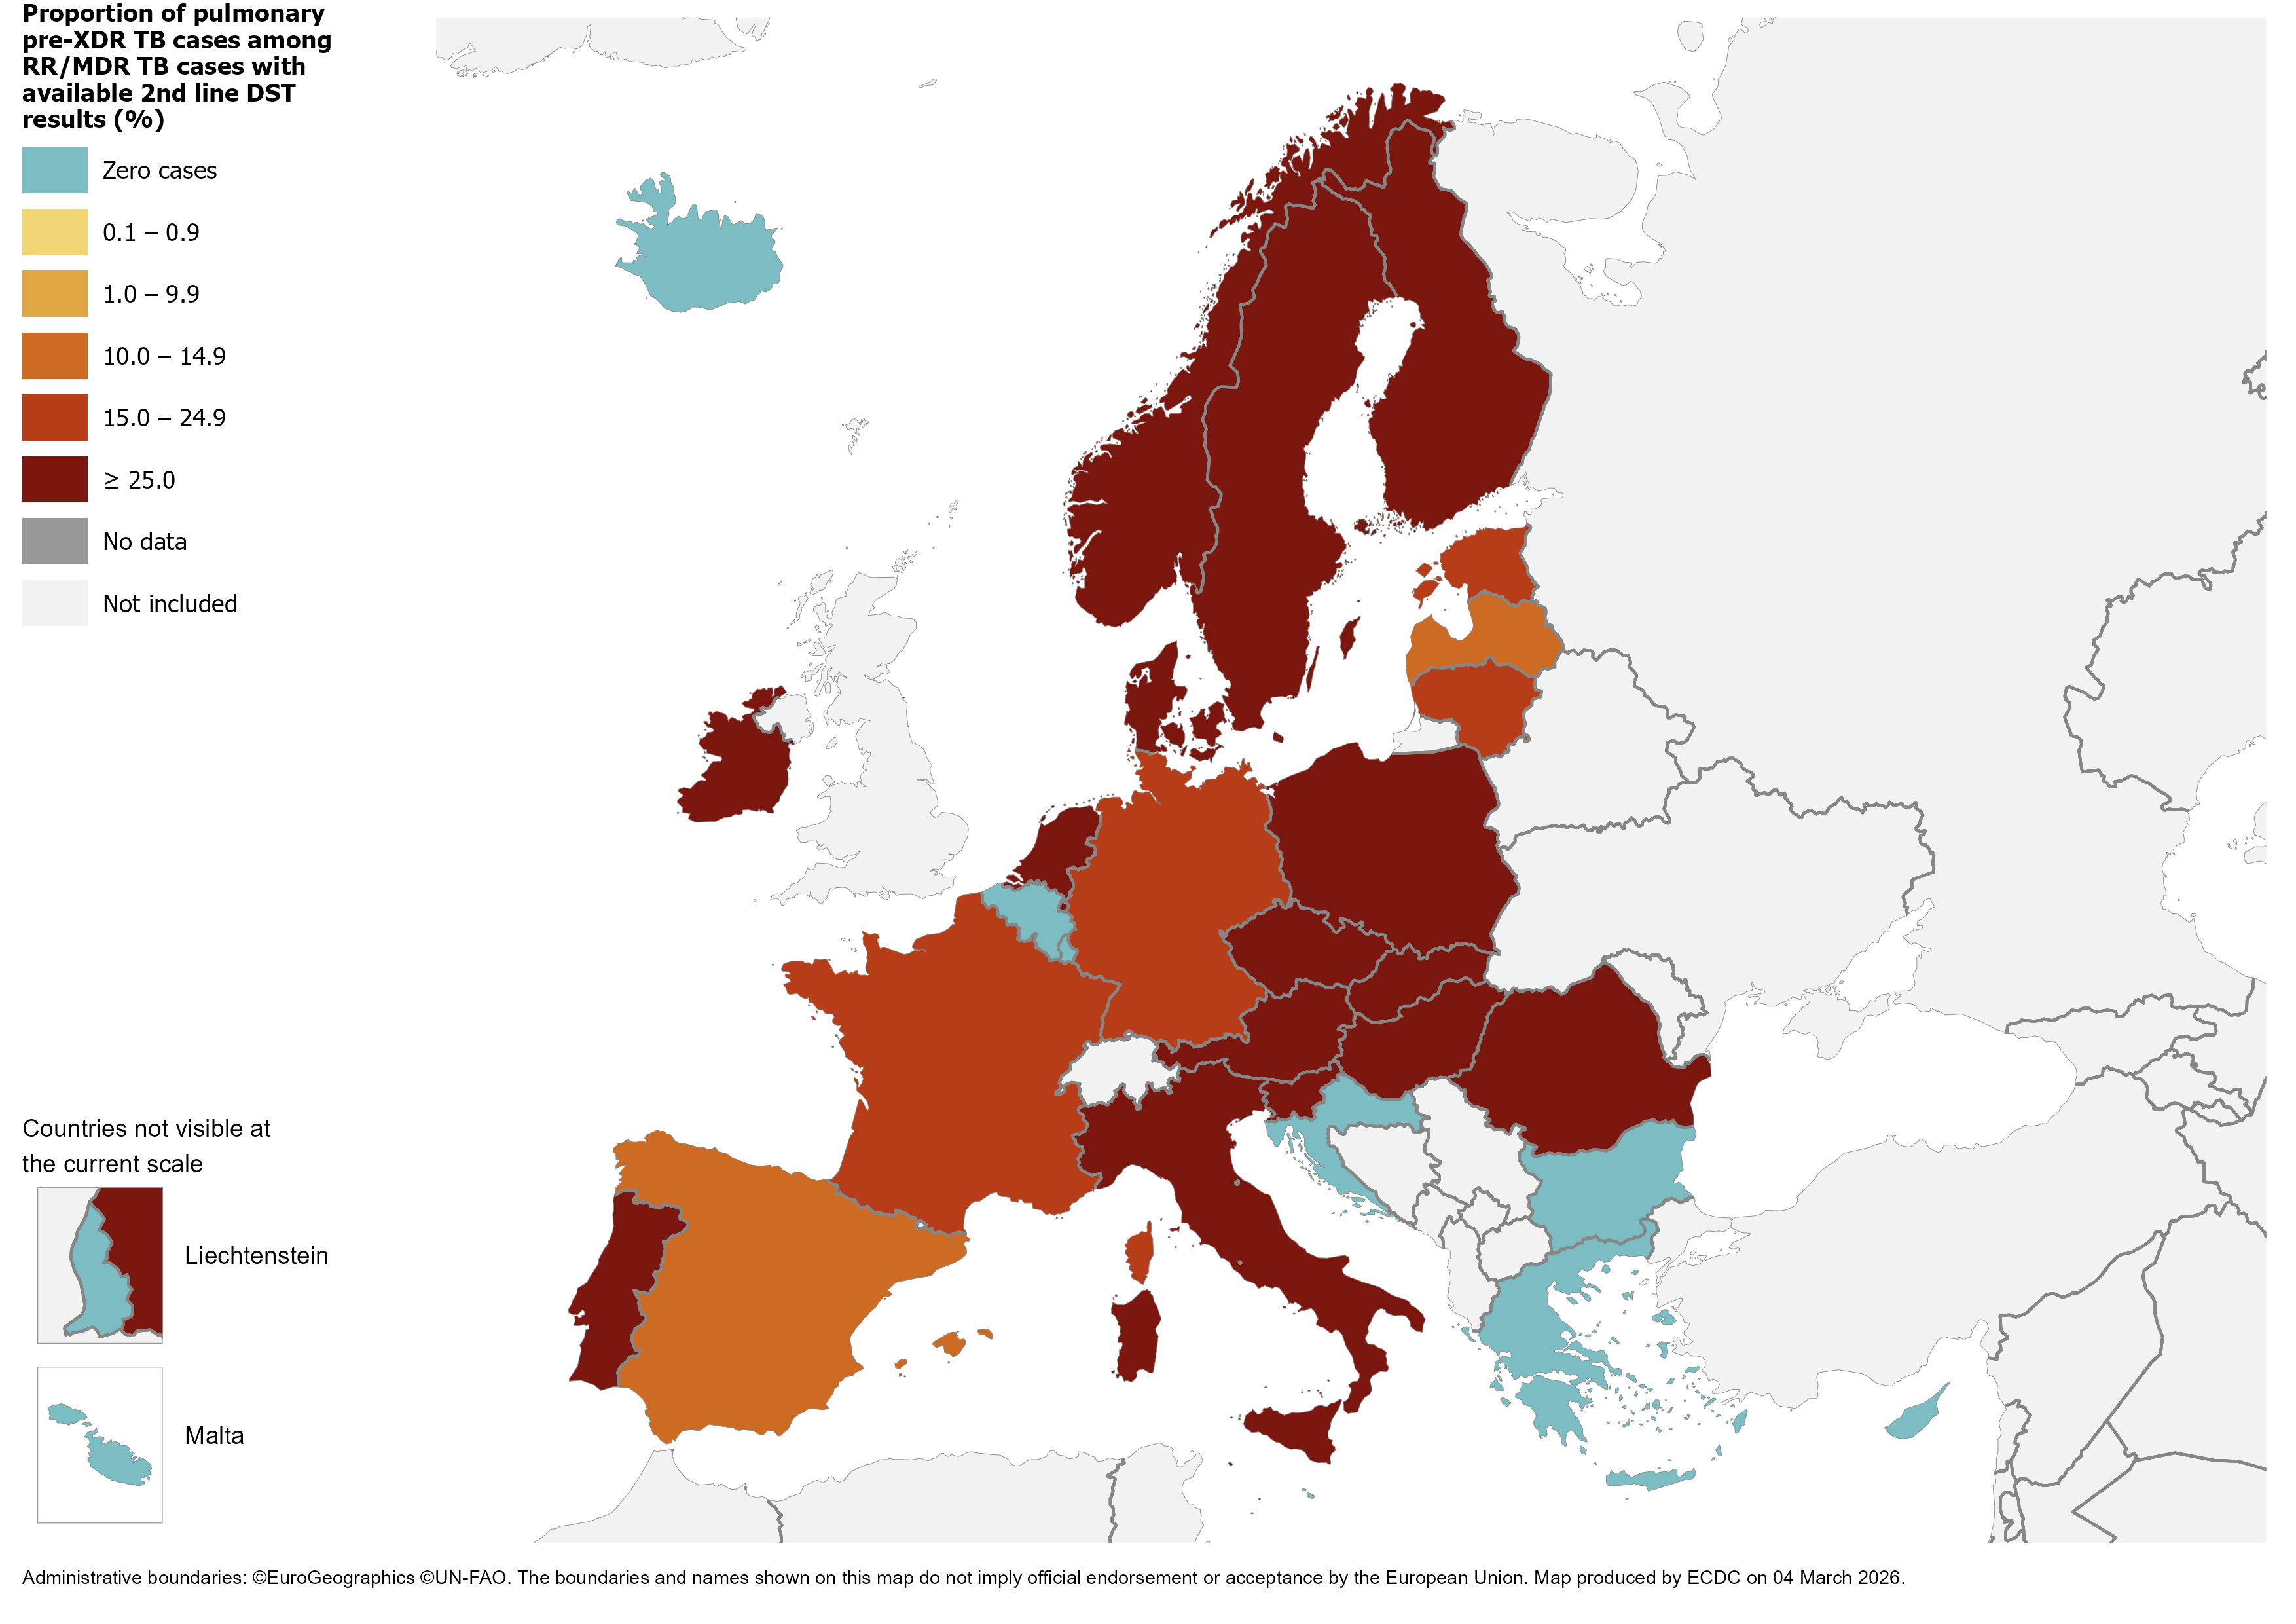 Proportion of pulmonary
pre-XDR TB cases among
RR/MDR TB cases with
available 2nd line DST
results (%)
Zero cases
0.1 – 0.9
1.0 – 9.9
10.0 – 14.9
15.0 – 24.9
≥ 25.0
No data
Not included
Countries not visible at
the current scale
Liechtenstein
Malta
Administrative boundaries: ©EuroGeographics ©UN-FAO. The boundaries and names shown on this map do not imply official endorsement or acceptance by the European Union. Map produced by ECDC on 04 March 2026.